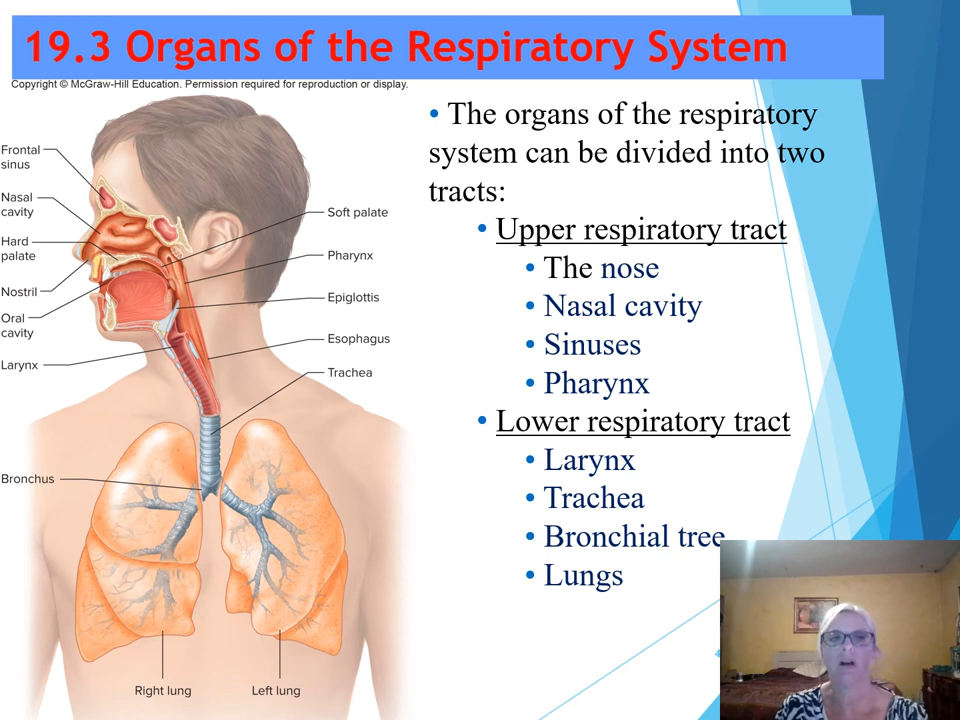 19.3 Organs of the Respiratory System
Copyright © McGraw-Hill Education. Permission required for reproduction or display.
Frontal
sinus
Nasal
cavity
Hard
palate
Nostril
Oral
cavity
Larynx
Bronchus
Soft palate
Pharynx
Epiglottis
Esophagus
Trachea
Right lung
Left lung
• The organs of the respiratory
system can be divided into two
tracts:
• Upper respiratory tract
• The nose
• Nasal cavity
• Sinuses
• Pharynx
• Lower respiratory tract
• Larynx
• Trachea
• Bronchial tree
• Lungs